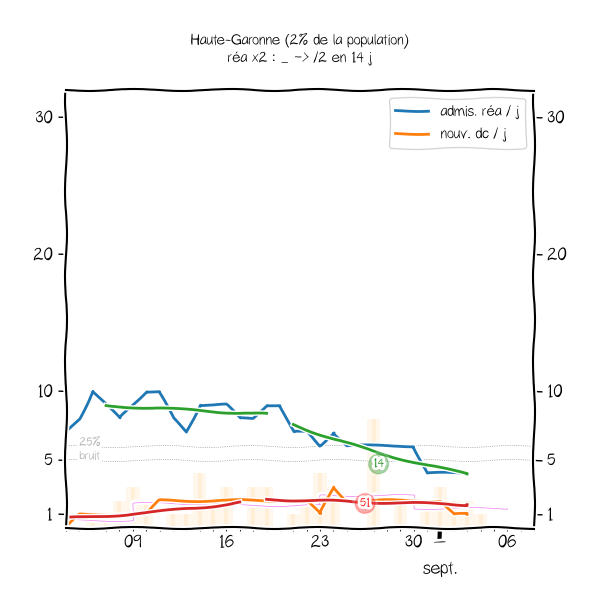 Haute-Garonne (2% de la population)
réa x2 : _ -> /2 en 14 j
admis. réa / j
nouv. dc / j
30 30
20 20
10 10
25%
5 5
bruit
14
51
1 1
09 16 23 30 06
sept.